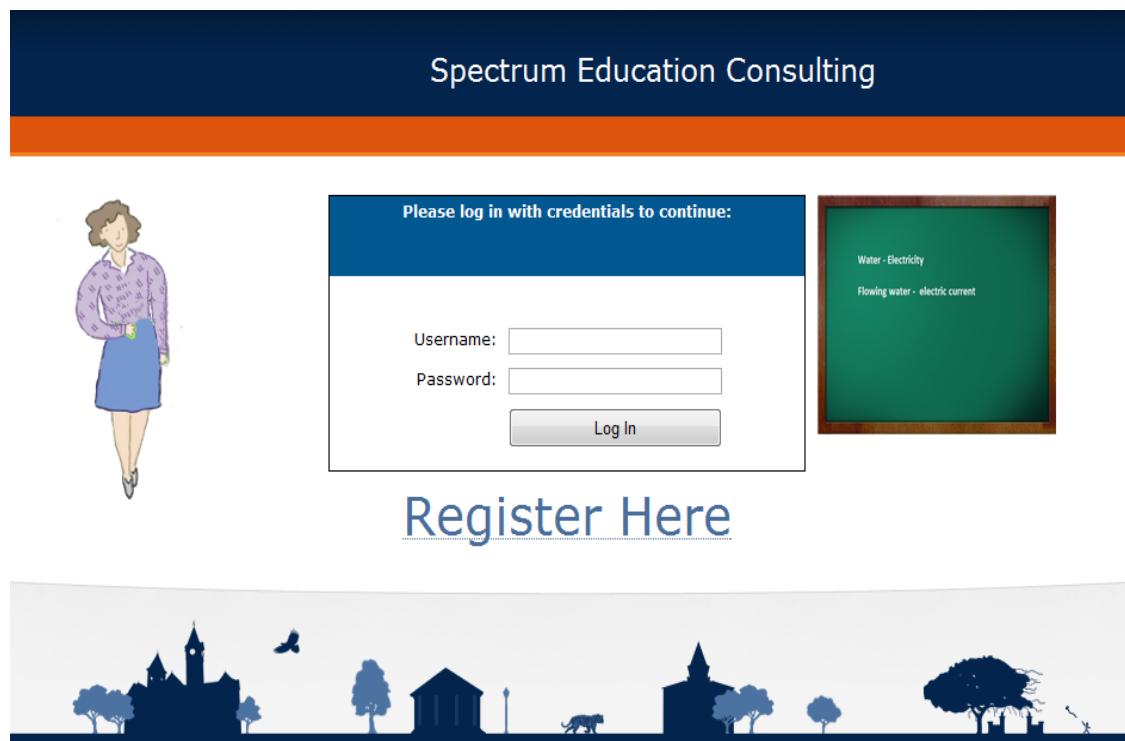 Spectrum Education Consulting
Please log in with credentials to continue:
Water - Electricity
Flowing water - electric current
Username:
Password:
Log In
Register Here